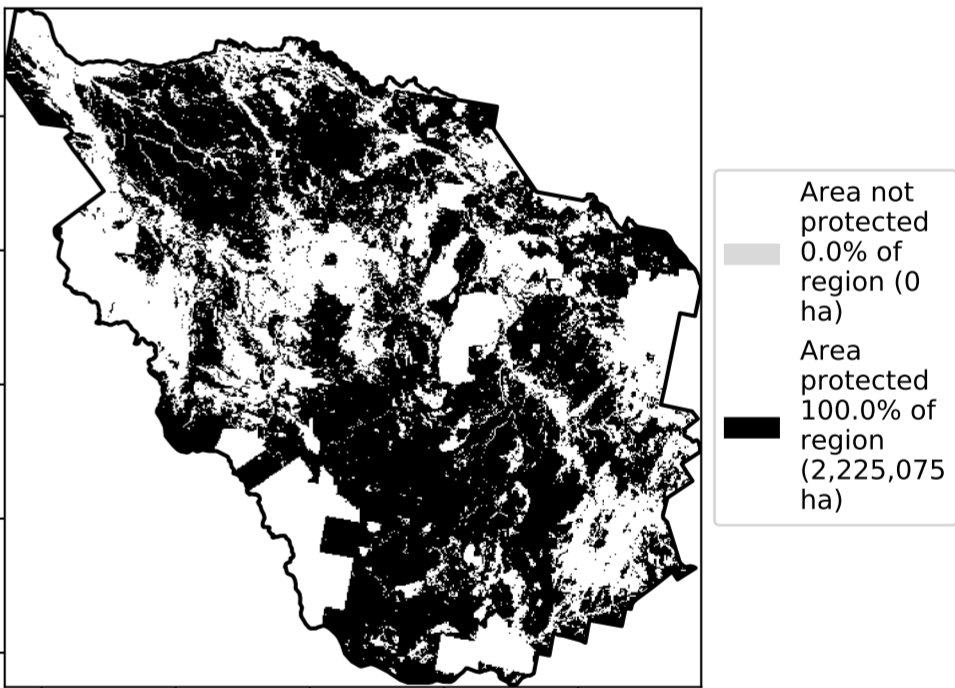 Area not
protected
0.0% of
region (0
ha)
Area
protected
100.0% of
region
(2,225,075
ha)